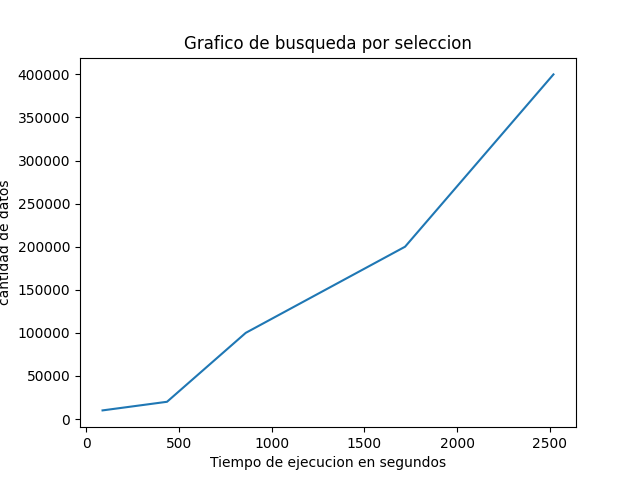 Grafico de busqueda por seleccion
cantidad de datos
400000
350000
300000
250000
200000
150000
100000
50000
0
0 500 1000 1500 2000 2500
Tiempo de ejecucion en segundos